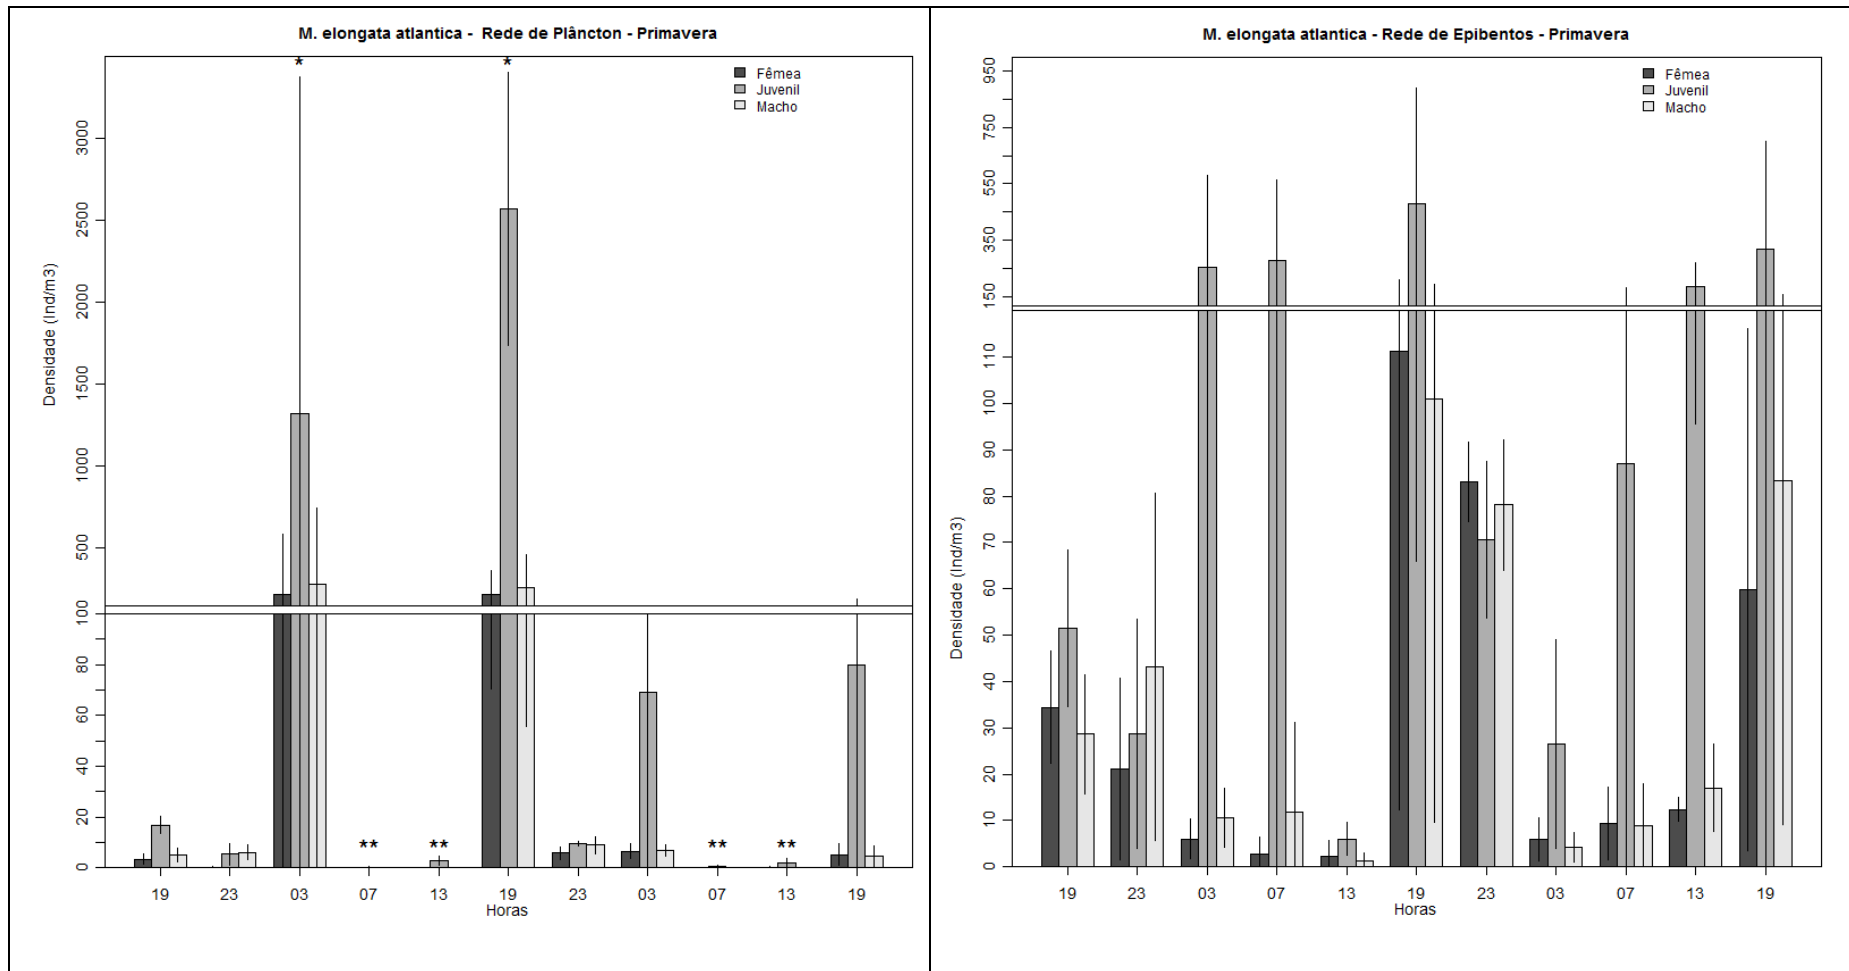 M. elongata atlantica - Rede de Plâncton - Primavera
* *
Fêmea
Juvenil
Macho
Densidade (Ind/m3)
3000
2500
2000
1500
1000
500
100
80
60
40
20
0
** ** ** **
19 23 03 07 13 19 23 03 07 13 19
Horas
M. elongata atlantica - Rede de Epibentos - Primavera
Fêmea
Juvenil
Macho
Densidade (Ind/m3)
950
750
550
350
150
110
100
90
80
70
60
50
40
30
20
10
0
19 23 03 07 13 19 23 03 07 13 19
Horas